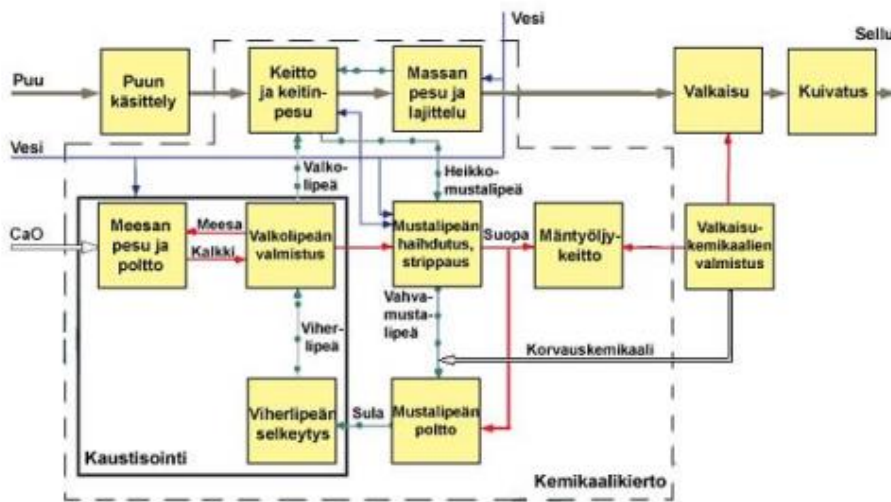 Vesi
Sellu
Puu
Puun
käsittely
Keitto
ja keitin-
pesu
Massan
pesu ja
lajittelu
Valkaisu
Kuivatus
Vesi
Valko-
lipeä
Heikko-
mustalipeä
CaO
Meesan
pesu ja
poltto
Meesa
Kalkki
Valkolipeän
valmistus
Mustalipeän
haihdutus,
strippaus
Suopa
Mäntyöljy-
keitto
Valkaisu-
kemikaalien
valmistus
Viher-
lipeä
Vahva-
musta-
lipeä
Korvauskemikaali
Viherlipeän
selkeytys
Sula
Mustalipeän
poltto
Kaustisointi
Kemikaalikierto